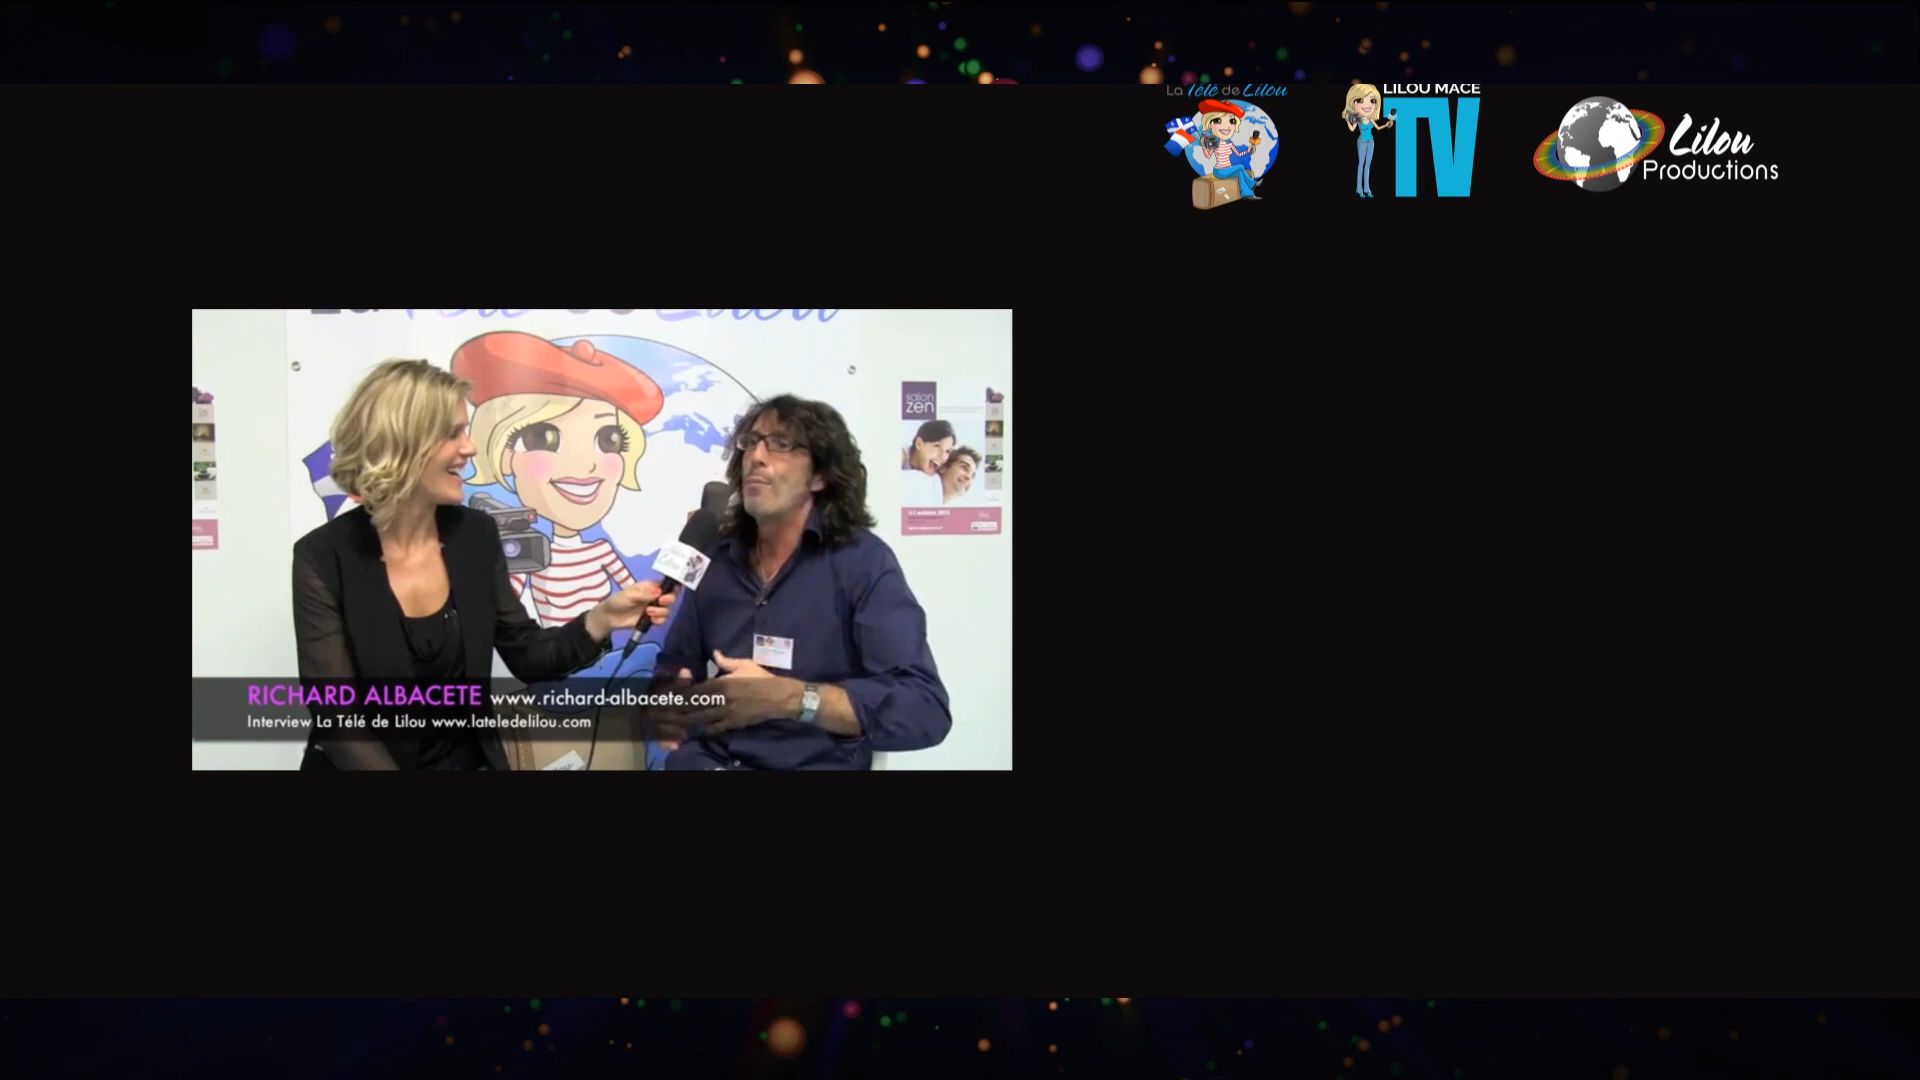 La Télé de Lilou
LILOU MACE
TV
Lilou
Productions
salon
zen
RICHARD ALBACETE www.richard-albacete.com
Interview La Télé de Lilou www.lateledelilou.com